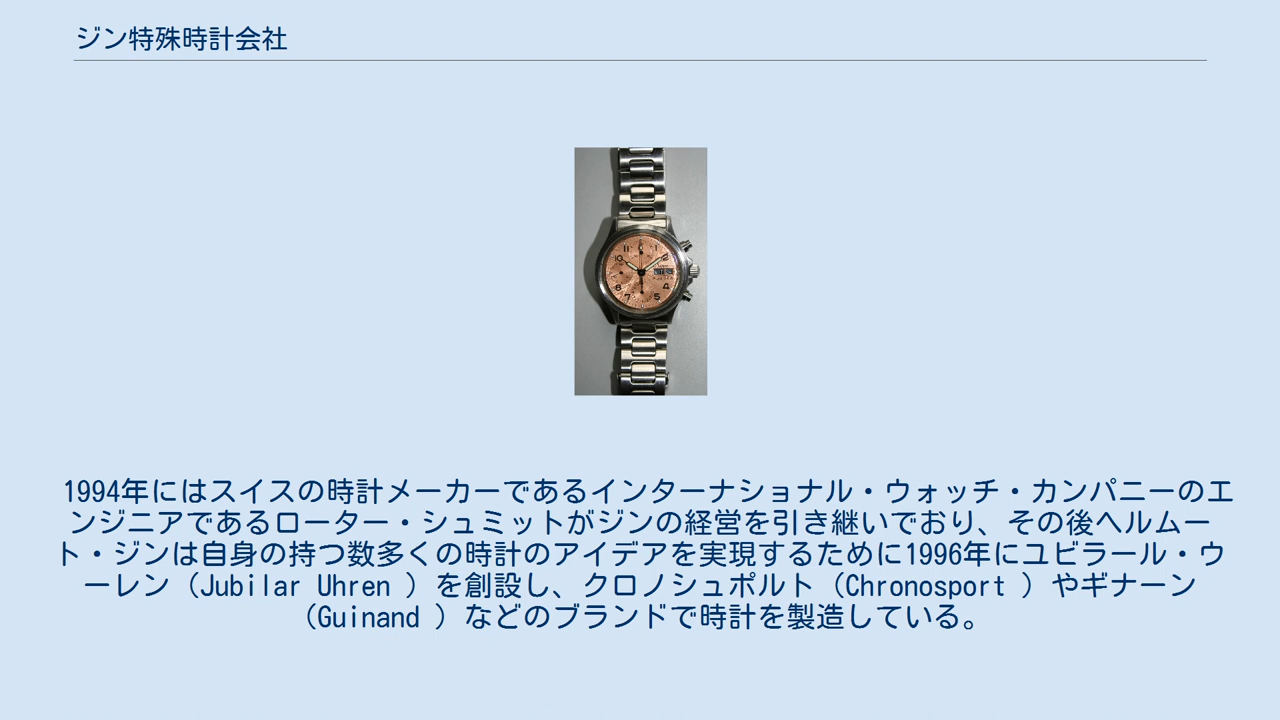 ジン特殊時計会社
1994年にはスイスの時計メーカーであるインターナショナル・ウォッチ・カンパニーのエ
ンジニアであるローター・シュミットがジンの経営を引き継いでおり、その後ヘルムー
ト・ジンは自身の持つ数多くの時計のアイデアを実現するために1996年にユビラール・ウ
ーレン（Jubilar Uhren ）を創設し、クロノシュポルト（Chronosport ）やギナーン
（Guinand ）などのブランドで時計を製造している。